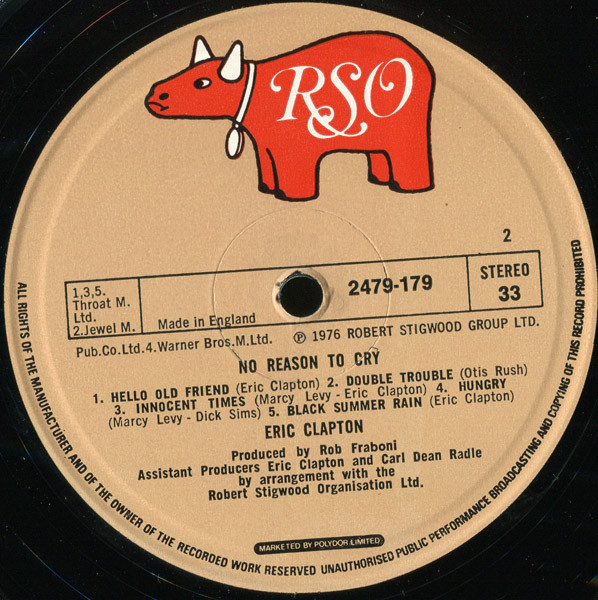 RSO
2
1,3,5.
Throat M.
Ltd.
2.Jewel M.
Made in England
2479-179
STEREO
33
Pub.Co.Ltd.4.Warner Bros.M.Ltd.
℗ 1976 ROBERT STIGWOOD GROUP LTD.
NO REASON TO CRY
1. HELLO OLD FRIEND (Eric Clapton) 2. DOUBLE TROUBLE (Otis Rush)
3. INNOCENT TIMES (Marcy Levy - Eric Clapton) 4. HUNGRY
(Marcy Levy - Dick Sims) 5. BLACK SUMMER RAIN (Eric Clapton)
ERIC CLAPTON
Produced by Rob Fraboni
Assistant Producers Eric Clapton and Carl Dean Radle
by arrangement with the
Robert Stigwood Organisation Ltd.
MARKETED BY POLYDOR LIMITED
ALL RIGHTS OF THE MANUFACTURER AND OF THE OWNER OF THE RECORDED WORK RESERVED UNAUTHORISED PUBLIC PERFORMANCE BROADCASTING AND COPYING OF THIS RECORD PROHIBITED